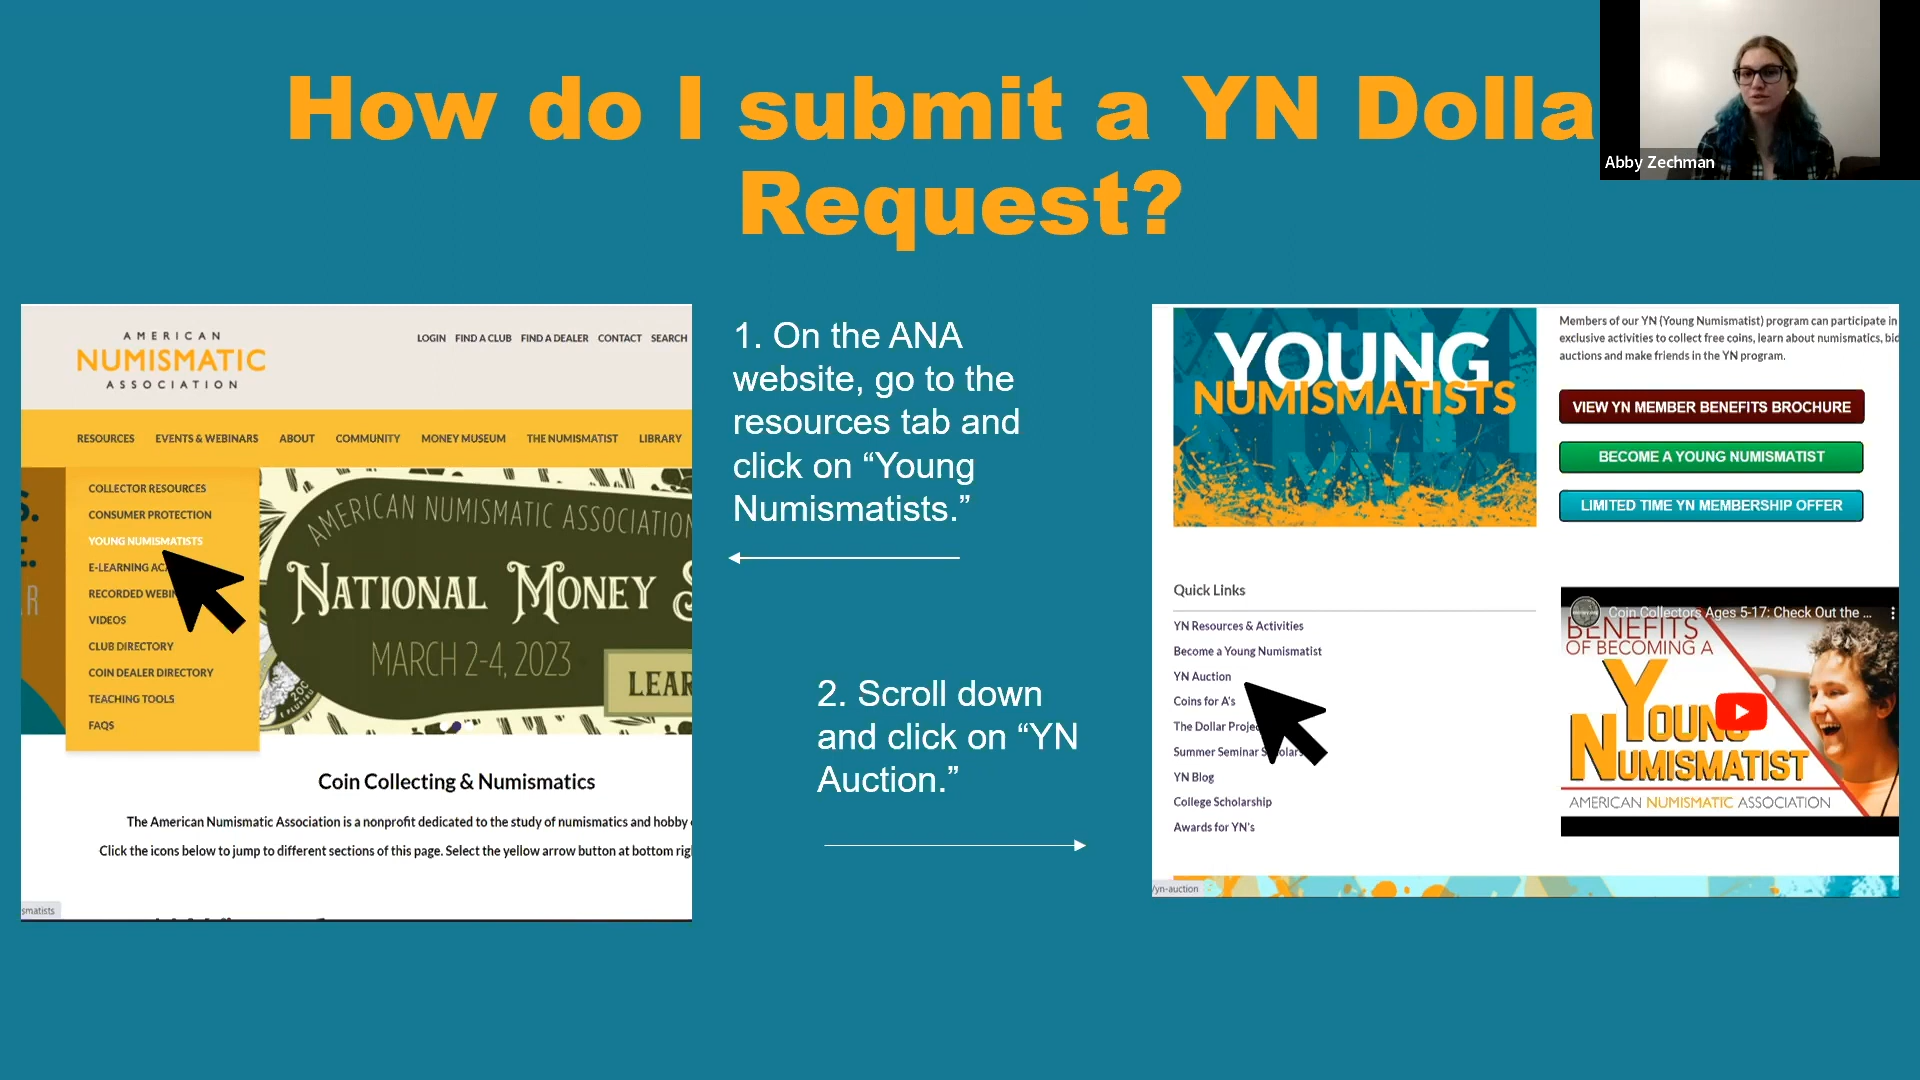 How do I submit a YN Dolla
Request?
Abby Zechman
AMERICAN
NUMISMATIC
ASSOCIATION
LOGIN FIND A CLUB FIND A DEALER CONTACT SEARCH
RESOURCES EVENTS & WEBINARS ABOUT COMMUNITY MONEY MUSEUM THE NUMISMATIST LIBRARY
COLLECTOR RESOURCES
CONSUMER PROTECTION
YOUNG NUMISMATISTS
E-LEARNING AC
RECORDED WEBIN
VIDEOS
CLUB DIRECTORY
COIN DEALER DIRECTORY
TEACHING TOOLS
FAQS
AMERICAN NUMISMATIC ASSOCIATION
NATIONAL MONEY S
MARCH 2-4, 2023
LEAR
Coin Collecting & Numismatics
The American Numismatic Association is a nonprofit dedicated to the study of numismatics and hobby
Click the icons below to jump to different sections of this page. Select the yellow arrow button at bottom rig
smatists
1. On the ANA
website, go to the
resources tab and
click on “Young
Numismatists.”
2. Scroll down
and click on “YN
Auction.”
YOUNG
NUMISMATISTS
Members of our YN (Young Numismatist) program can participate in
exclusive activities to collect free coins, learn about numismatics, bid
auctions and make friends in the YN program.
VIEW YN MEMBER BENEFITS BROCHURE
BECOME A YOUNG NUMISMATIST
LIMITED TIME YN MEMBERSHIP OFFER
Quick Links
YN Resources & Activities
Become a Young Numismatist
YN Auction
Coins for A's
The Dollar Projec
Summer Seminar S olars
YN Blog
College Scholarship
Awards for YN's
Coin Collectors Ages 5-17: Check Out the ...
BENEFITS
OF BECOMING A
YOUNG
NUMISMATIST
AMERICAN NUMISMATIC ASSOCIATION
/yn-auction